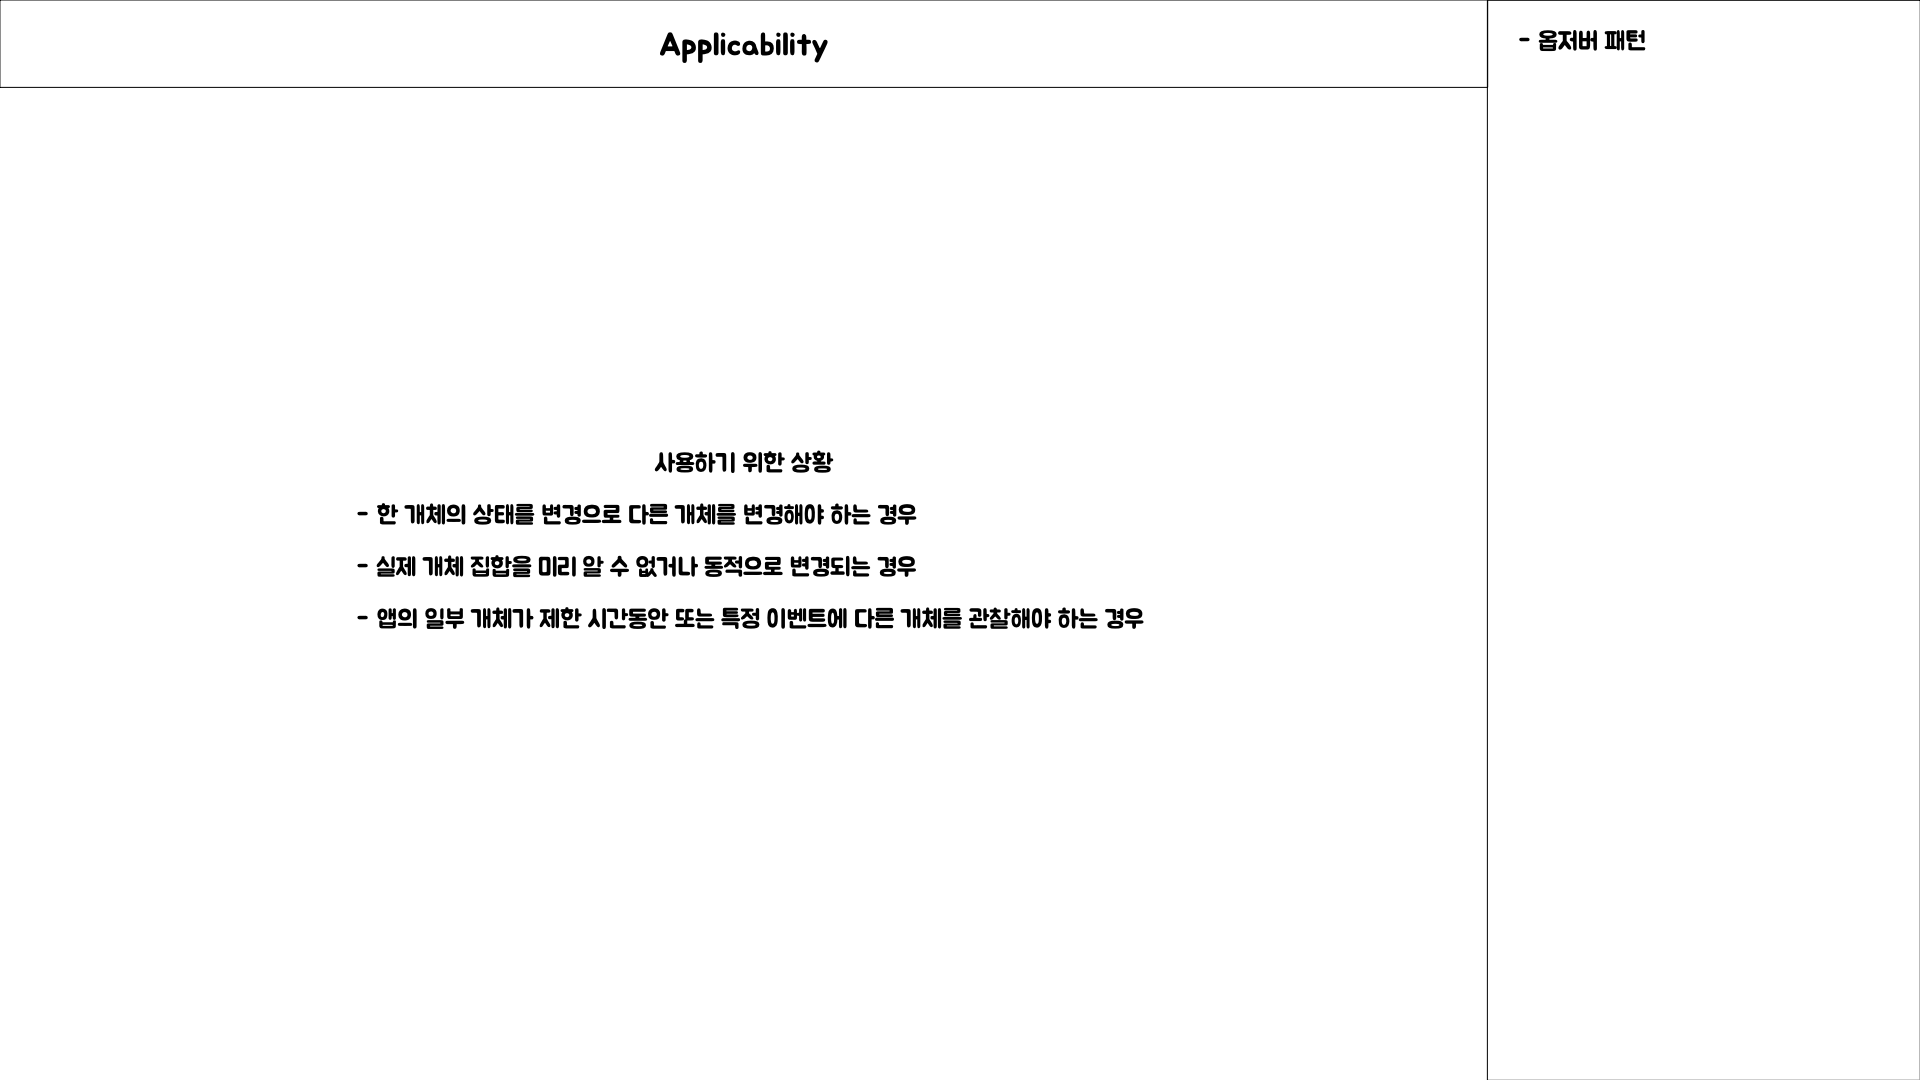 Applicability
- 옵저버 패턴
사용하기 위한 상황
- 한 개체의 상태를 변경으로 다른 개체를 변경해야 하는 경우
- 실제 개체 집합을 미리 알 수 없거나 동적으로 변경되는 경우
- 앱의 일부 개체가 제한 시간동안 또는 특정 이벤트에 다른 개체를 관찰해야 하는 경우